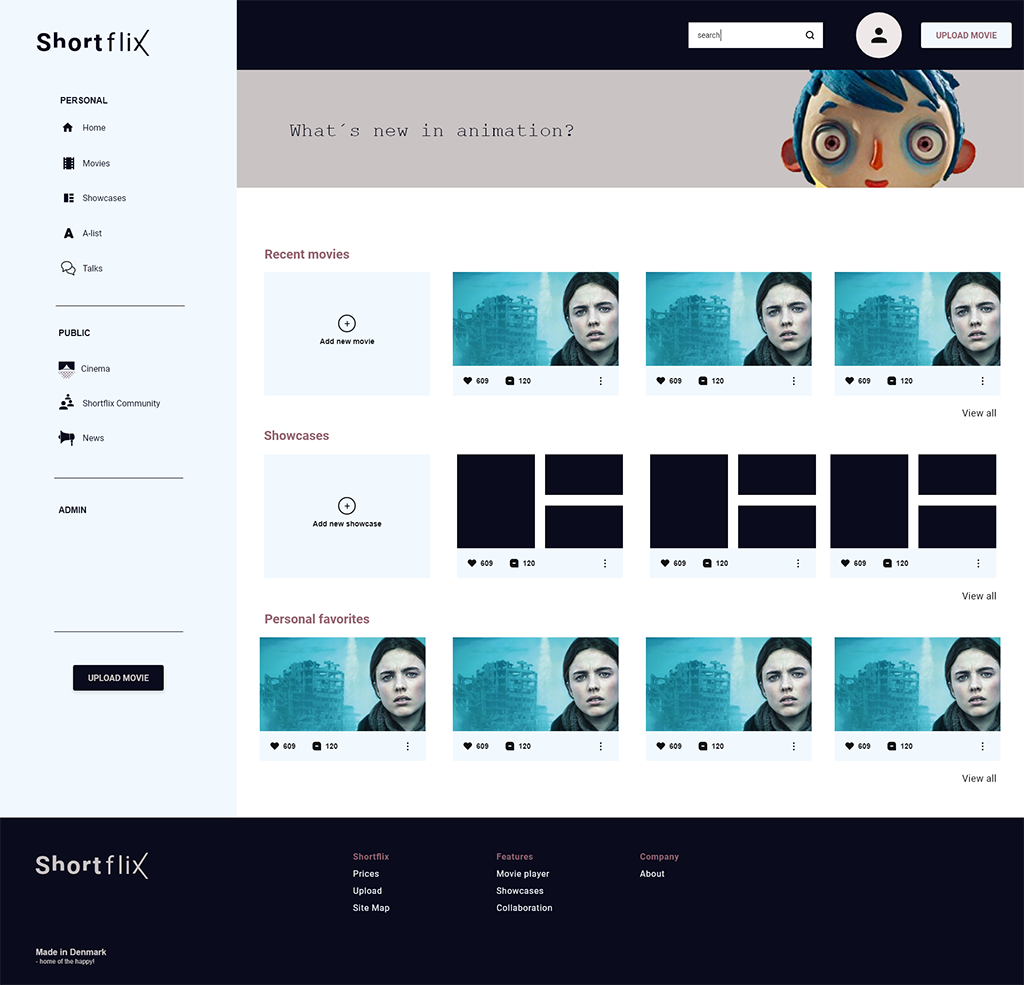 Shortflix
search
UPLOAD MOVIE
PERSONAL
Home
Movies
Showcases
A-list
Talks
PUBLIC
Cinema
Shortflix Community
News
ADMIN
UPLOAD MOVIE
What´s new in animation?
Recent movies
Add new movie
609 120
609 120
609 120
View all
Showcases
Add new showcase
609 120
609 120
609 120
View all
Personal favorites
609 120
609 120
609 120
609 120
View all
Shortflix
Shortflix
Prices
Upload
Site Map
Features
Movie player
Showcases
Collaboration
Company
About
Made in Denmark
- home of the happy!